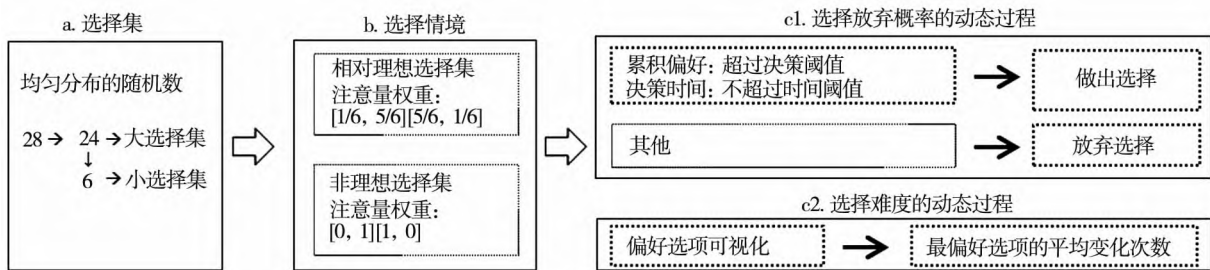 a. 选择集
均匀分布的随机数
28 → 24 → 大选择集
↓
6 → 小选择集
b. 选择情境
相对理想选择集
注意量权重:
[1/6, 5/6][5/6, 1/6]
非理想选择集
注意量权重:
[0, 1][1, 0]
c1. 选择放弃概率的动态过程
累积偏好: 超过决策阈值
决策时间: 不超过时间阈值
做出选择
其他
放弃选择
c2. 选择难度的动态过程
偏好选项可视化
最偏好选项的平均变化次数